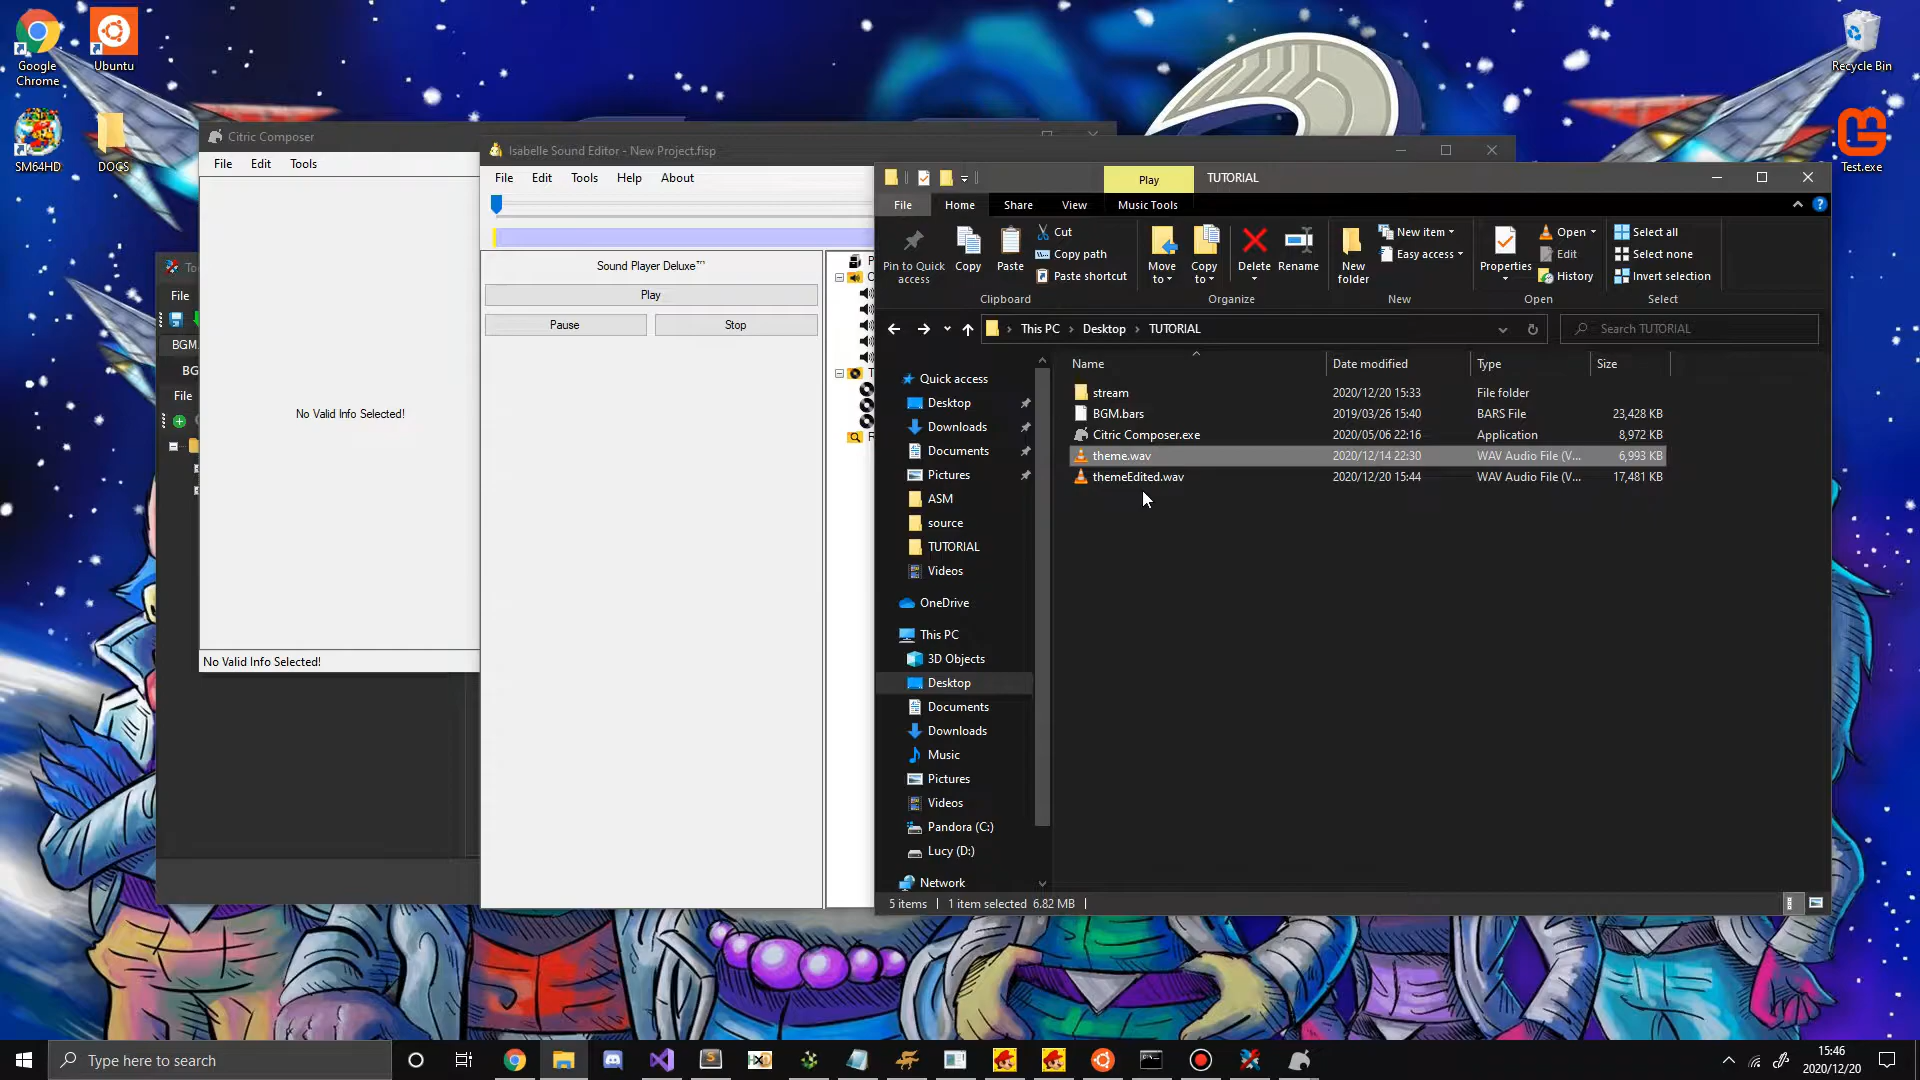 Google
Chrome
Ubuntu
SM64HD
DOCS
Recycle Bin
Test.exe
Citric Composer
File Edit Tools
No Valid Info Selected!
No Valid Info Selected!
File
BGM.
BG
File
Isabelle Sound Editor - New Project.fisp
File Edit Tools Help About
Sound Player Deluxe™
Play
Pause Stop
Play TUTORIAL
File Home Share View Music Tools
Pin to Quick
access
Copy
Paste
Cut
Copy path
Paste shortcut
Clipboard
Move
to
Copy
to
Delete
Rename
Organize
New
folder
New item
Easy access
New
Properties
Open
Edit
History
Open
Select all
Select none
Invert selection
Select
This PC Desktop TUTORIAL
Search TUTORIAL
Quick access
Desktop
Downloads
Documents
Pictures
ASM
source
TUTORIAL
Videos
OneDrive
This PC
3D Objects
Desktop
Documents
Downloads
Music
Pictures
Videos
Pandora (C:)
Lucy (D:)
Network
Name Date modified Type Size
stream 2020/12/20 15:33 File folder
BGM.bars 2019/03/26 15:40 BARS File 23,428 KB
Citric Composer.exe 2020/05/06 22:16 Application 8,972 KB
theme.wav 2020/12/14 22:30 WAV Audio File (V... 6,993 KB
themeEdited.wav 2020/12/20 15:44 WAV Audio File (V... 17,481 KB
5 items 1 item selected 6.82 MB
Type here to search
15:46
2020/12/20